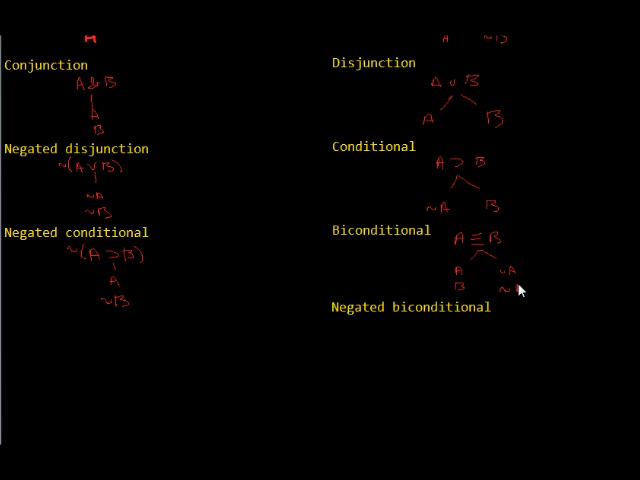 A
Conjunction
A & B
A
B
Negated disjunction
~(A ∨ B)
~A
~B
Negated conditional
~(A ⊃ B)
A
~B
Disjunction
A ∨ B
A B
Conditional
A ⊃ B
~A B
Biconditional
A ≡ B
A ~A
B ~
Negated biconditional